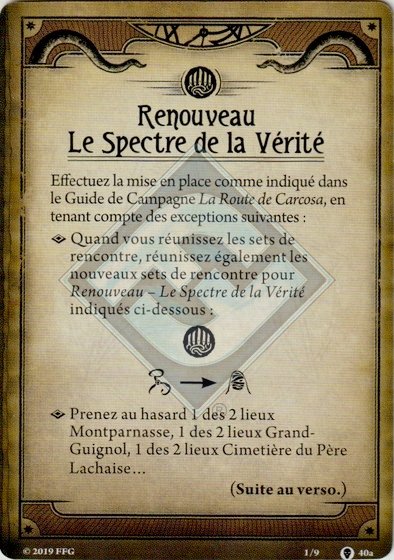 Renouveau
Le Spectre de la Vérité
Effectuez la mise en place comme indiqué dans
le Guide de Campagne La Route de Carcosa, en
tenant compte des exceptions suivantes :
Quand vous réunissez les sets de
rencontre, réunissez également les
nouveaux sets de rencontre pour
Renouveau – Le Spectre de la Vérité
indiqués ci-dessous :
Prenez au hasard 1 des 2 lieux
Montparnasse, 1 des 2 lieux Grand-
Guignol, 1 des 2 lieux Cimetière du Père
Lachaise…
(Suite au verso.)
© 2019 FFG 1/9 40a